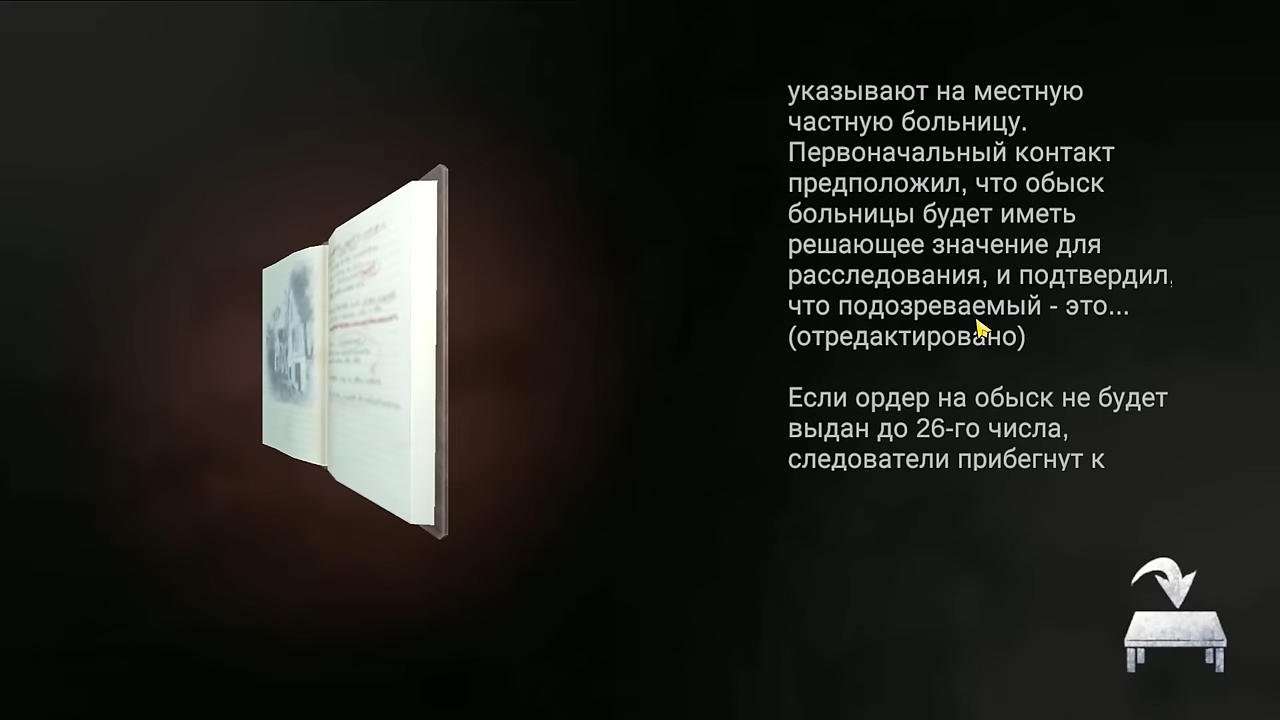 указывают на местную
частную больницу.
Первоначальный контакт
предположил, что обыск
больницы будет иметь
решающее значение для
расследования, и подтвердил,
что подозреваемый - это...
(отредактировано)
Если ордер на обыск не будет
выдан до 26-го числа,
следователи прибегнут к